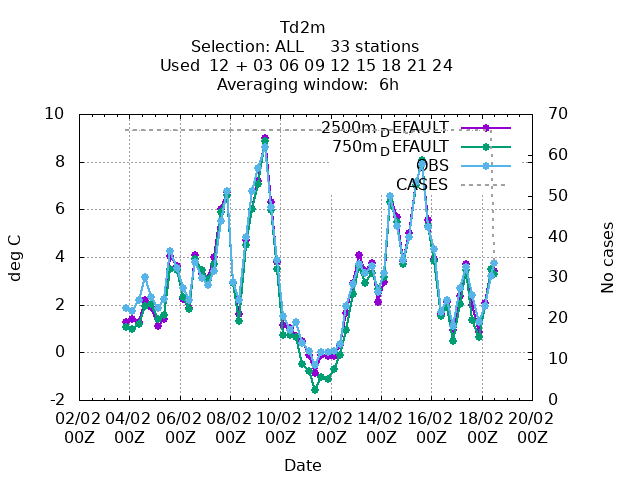 Td2m
Selection: ALL     33 stations
Used  12 + 03 06 09 12 15 18 21 24
Averaging window:  6h
10
8
6
4
2
0
-2
70
60
50
40
30
20
10
0
2500m_DEFAULT
750m_DEFAULT
OBS
CASES
deg C
No cases
02/02 04/02 06/02 08/02 10/02 12/02 14/02 16/02 18/02 20/02
00Z 00Z 00Z 00Z 00Z 00Z 00Z 00Z 00Z 00Z
Date